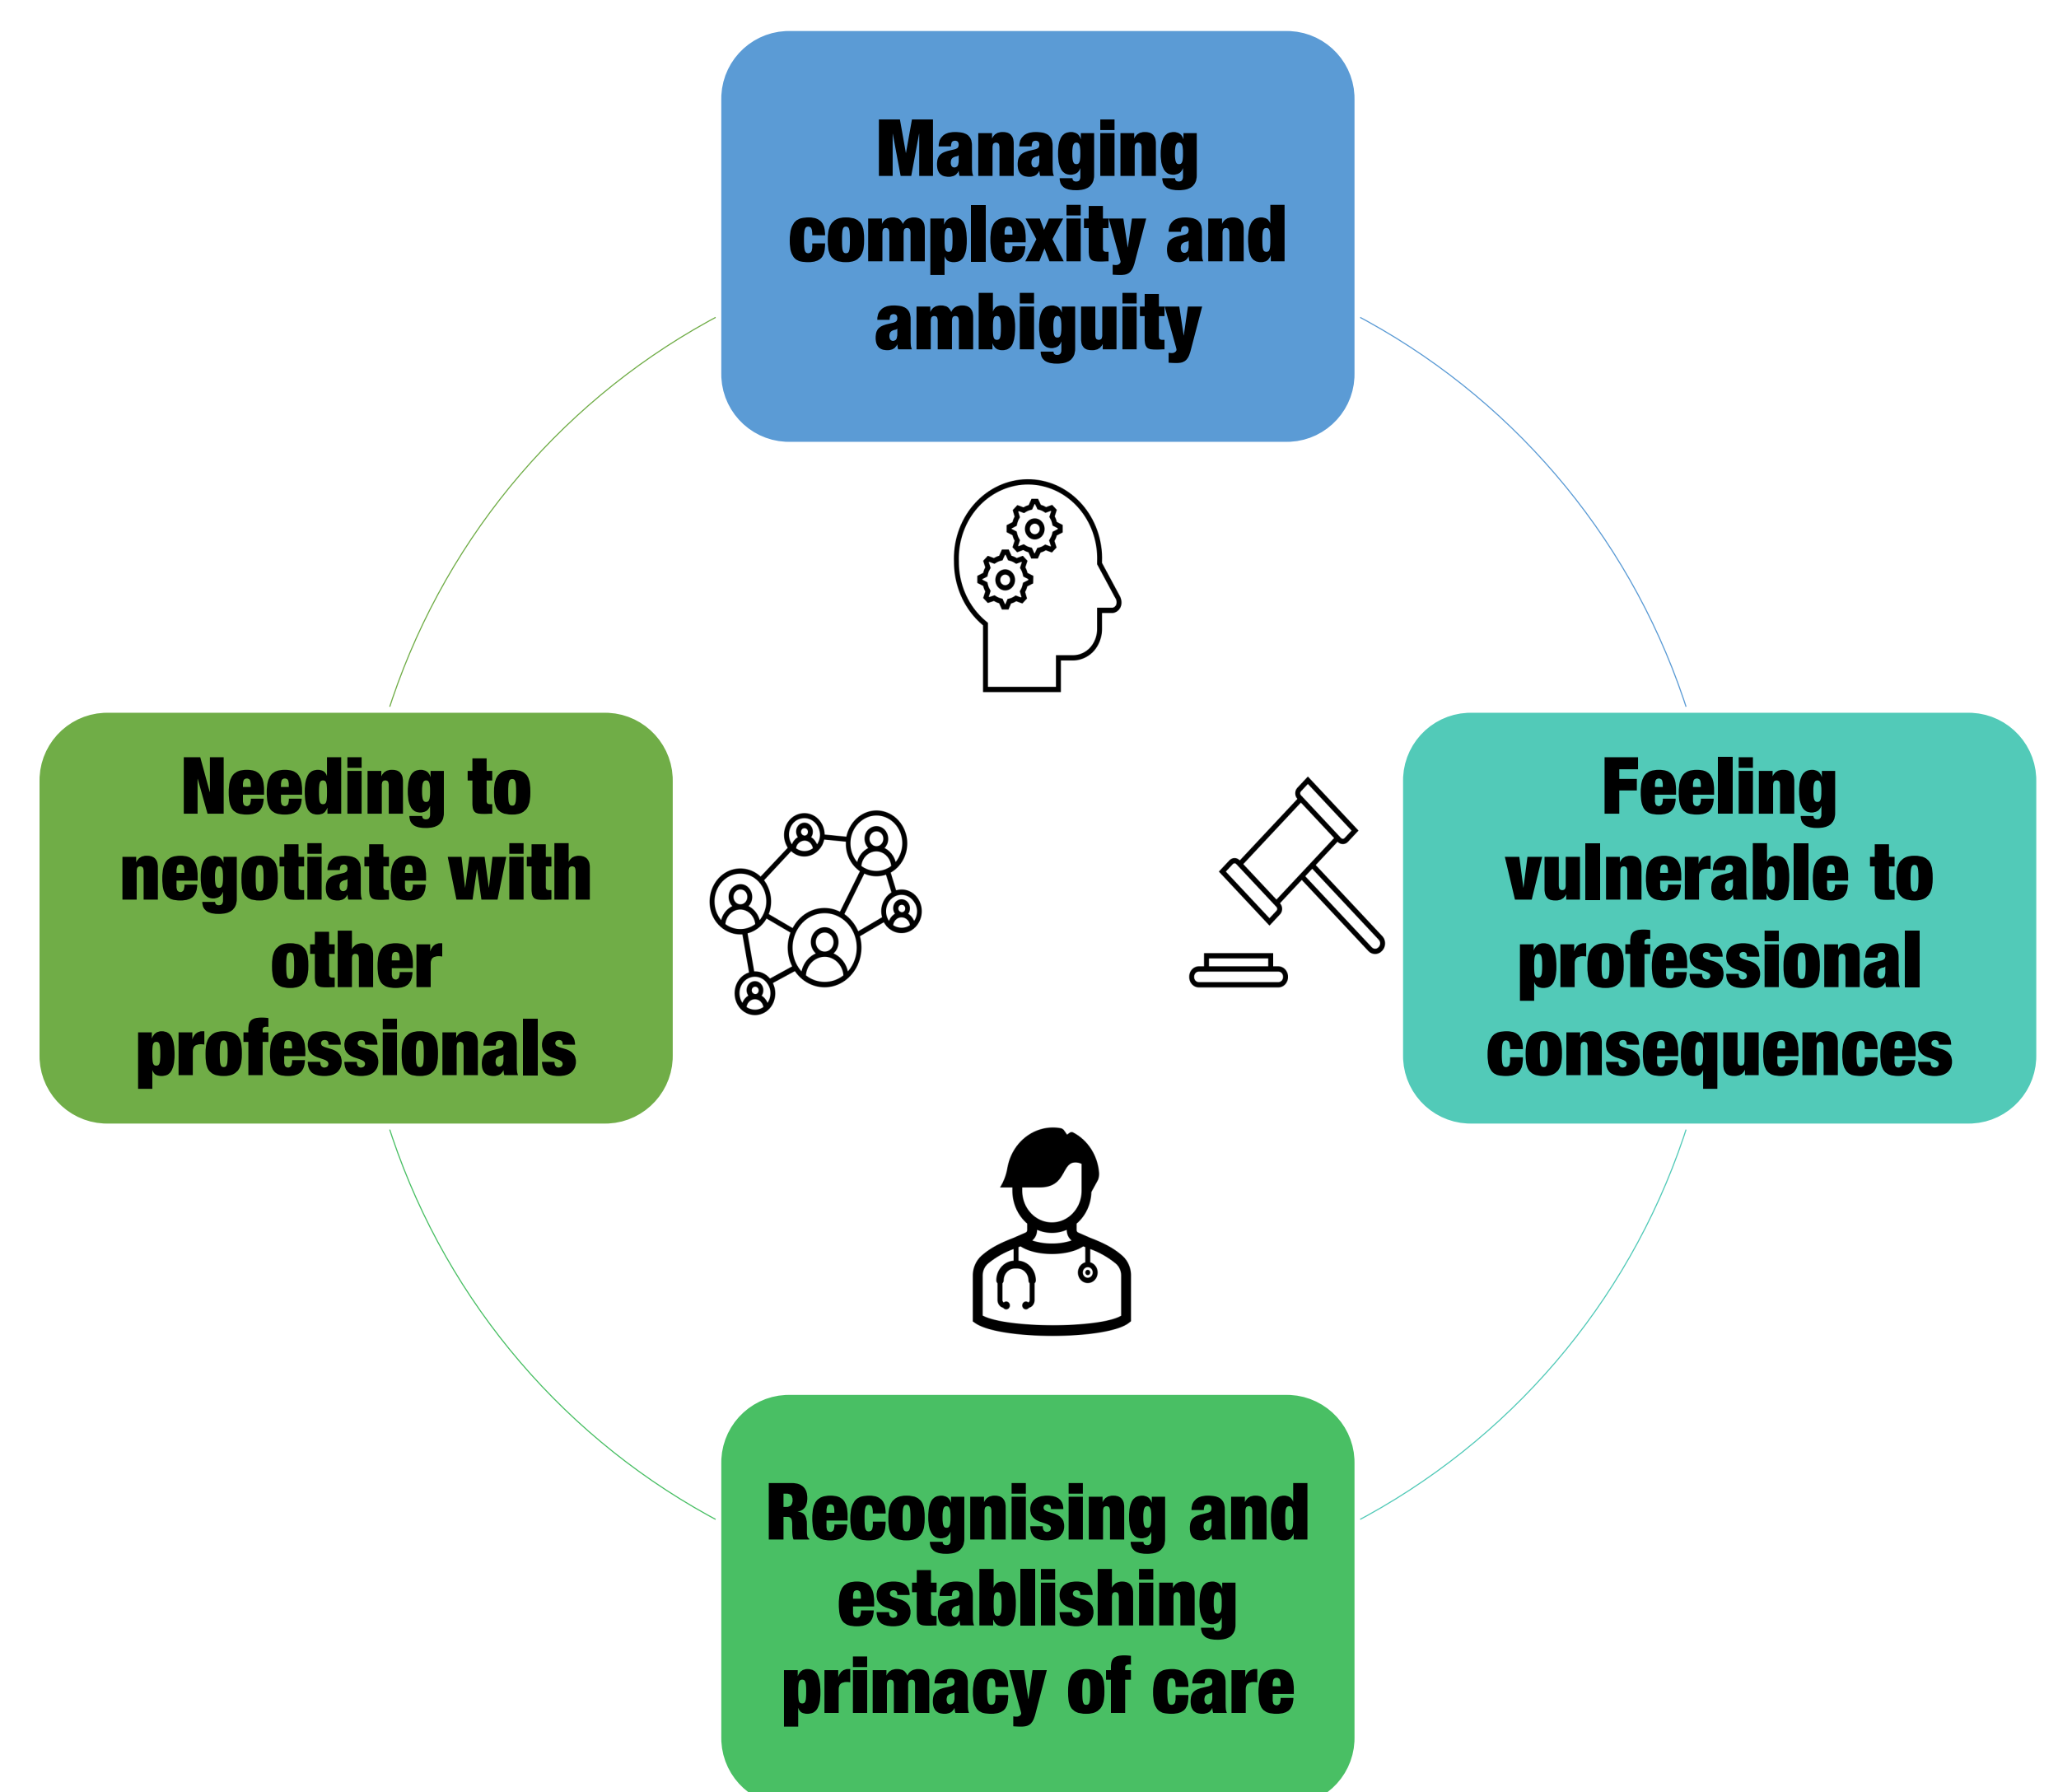 Managing
complexity and
ambiguity
Needing to
negotiate with
other
professionals
Feeling
vulnerable to
professional
consequences
Recognising and
establishing
primacy of care